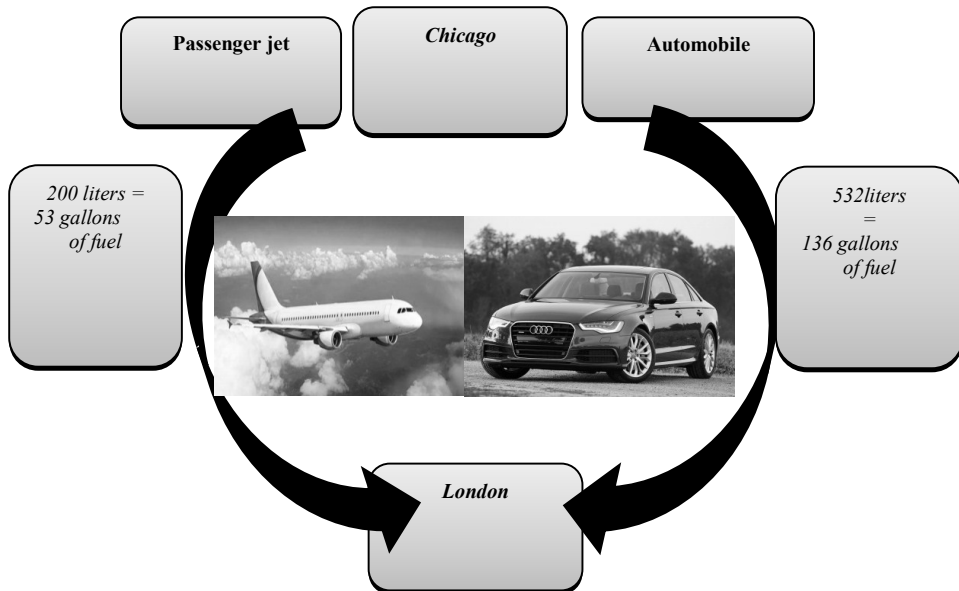 Passenger jet
Chicago
Automobile
200 liters =
53 gallons
of fuel
532liters
=
136 gallons
of fuel
London